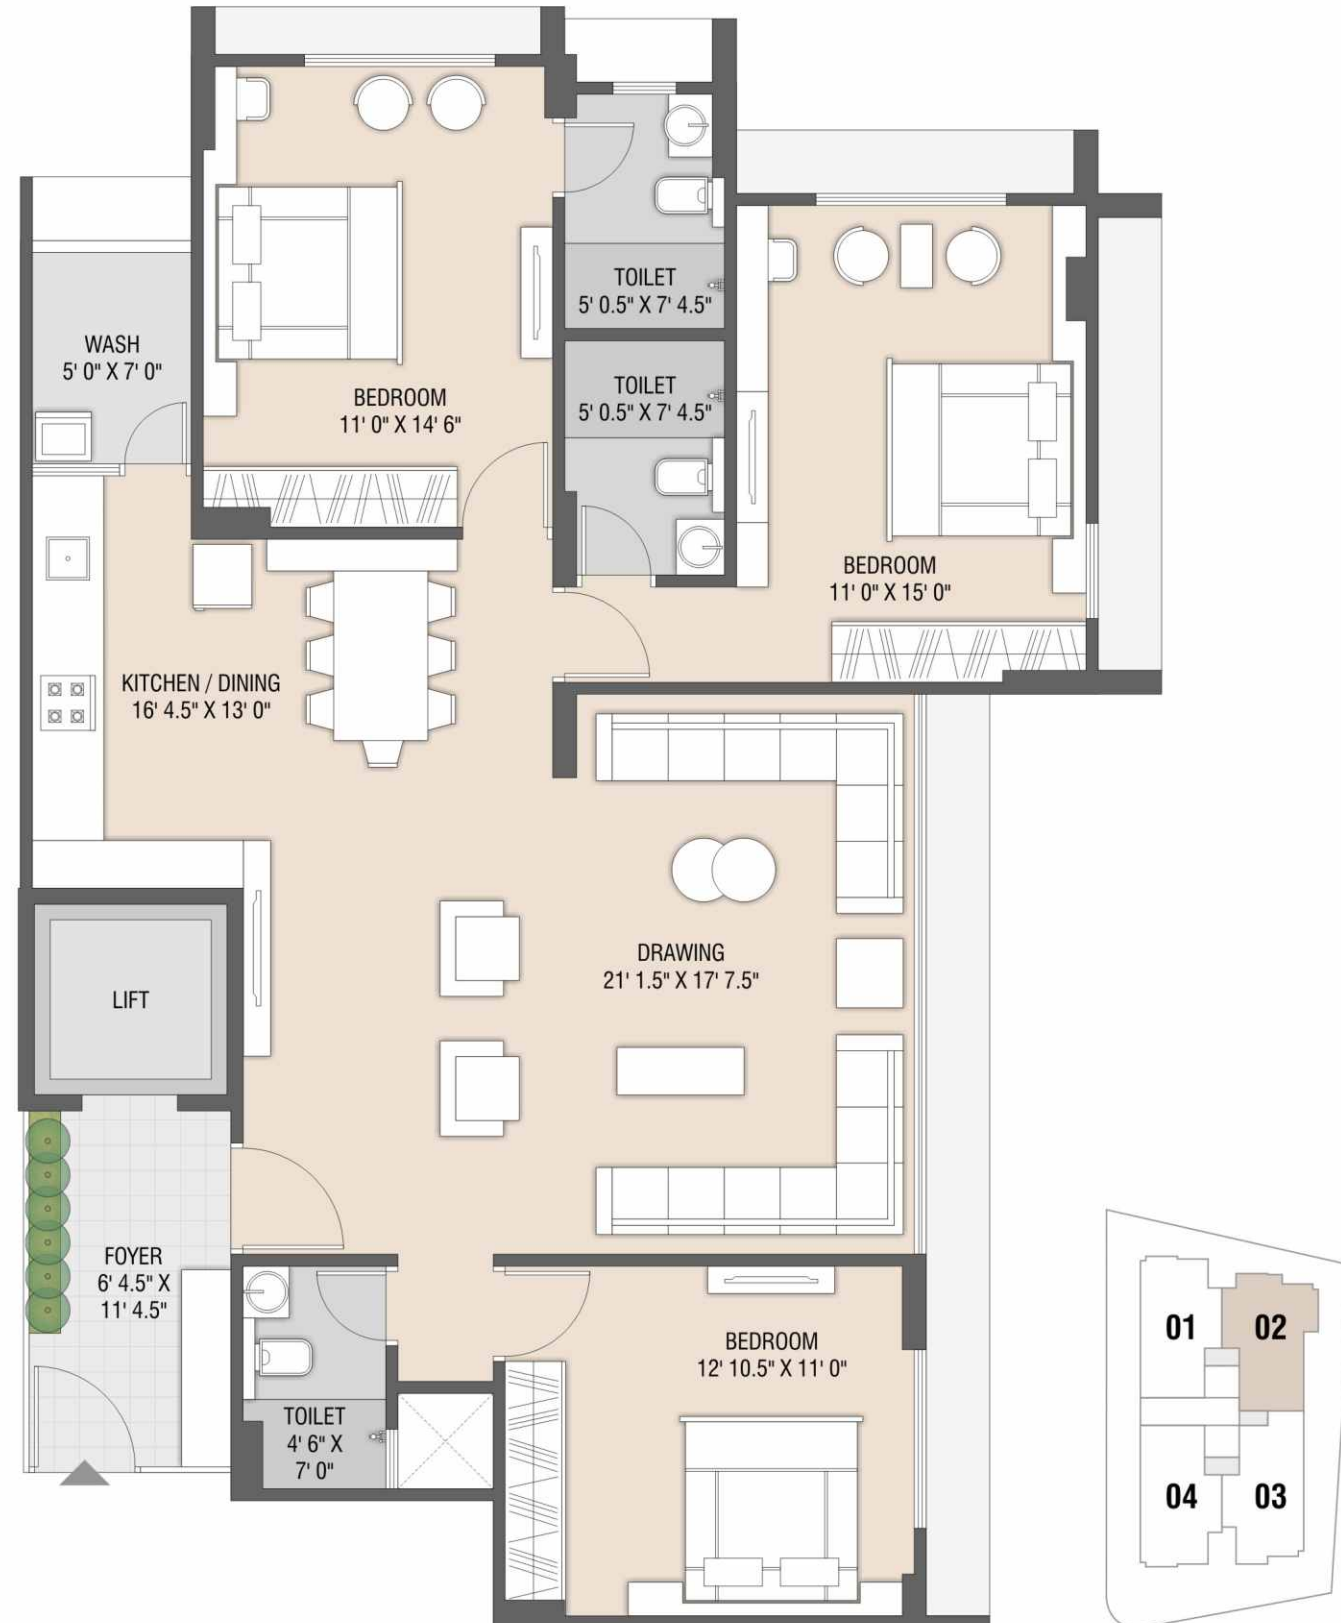 TOILET
5' 0.5" X 7' 4.5"
WASH
5' 0" X 7' 0"
TOILET
5' 0.5" X 7' 4.5"
BEDROOM
11' 0" X 14' 6"
BEDROOM
11' 0" X 15' 0"
KITCHEN / DINING
16' 4.5" X 13' 0"
DRAWING
21' 1.5" X 17' 7.5"
LIFT
FOYER
6' 4.5" X
11' 4.5"
BEDROOM
12' 10.5" X 11' 0"
TOILET
4' 6" X
7' 0"
01
02
04
03